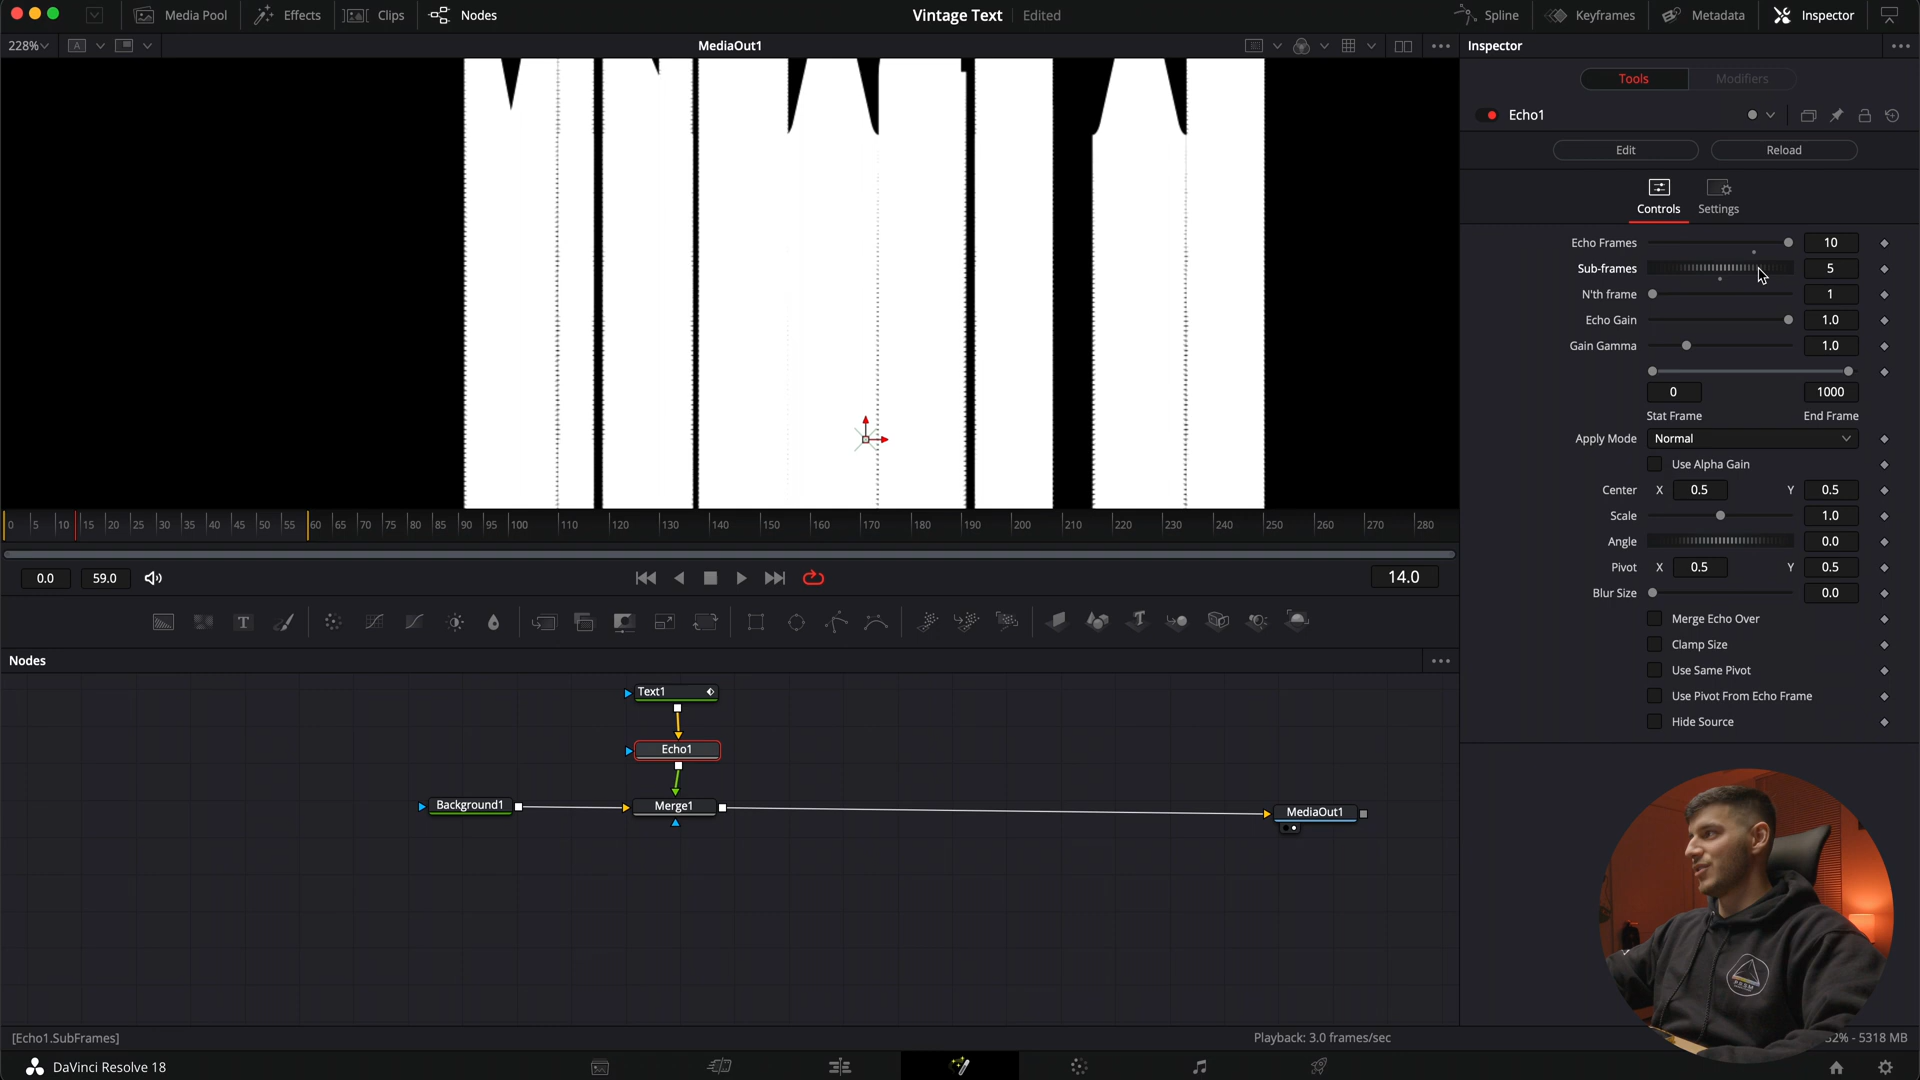 Media Pool Effects Clips Nodes Vintage Text Edited Spline Keyframes Metadata Inspector
228% A MediaOut1 Inspector
Tools Modifiers
Echo1
Edit Reload
Controls Settings
Echo Frames 10
Sub-frames 5
N'th frame 1
Echo Gain 1.0
Gain Gamma 1.0
0 1000
Stat Frame End Frame
Apply Mode Normal
Use Alpha Gain
Center X 0.5 Y 0.5
Scale 1.0
Angle 0.0
Pivot X 0.5 Y 0.5
Blur Size 0.0
Merge Echo Over
Clamp Size
Use Same Pivot
Use Pivot From Echo Frame
Hide Source
0 5 10 15 20 25 30 35 40 45 50 55 60 65 70 75 80 85 90 95 100 110 120 130 140 150 160 170 180 190 200 210 220 230 240 250 260 270 280
0.0 59.0 14.0
T T
Nodes
Text1
Echo1
Background1 Merge1 MediaOut1
[Echo1.SubFrames] Playback: 3.0 frames/sec 2% - 5318 MB
DaVinci Resolve 18